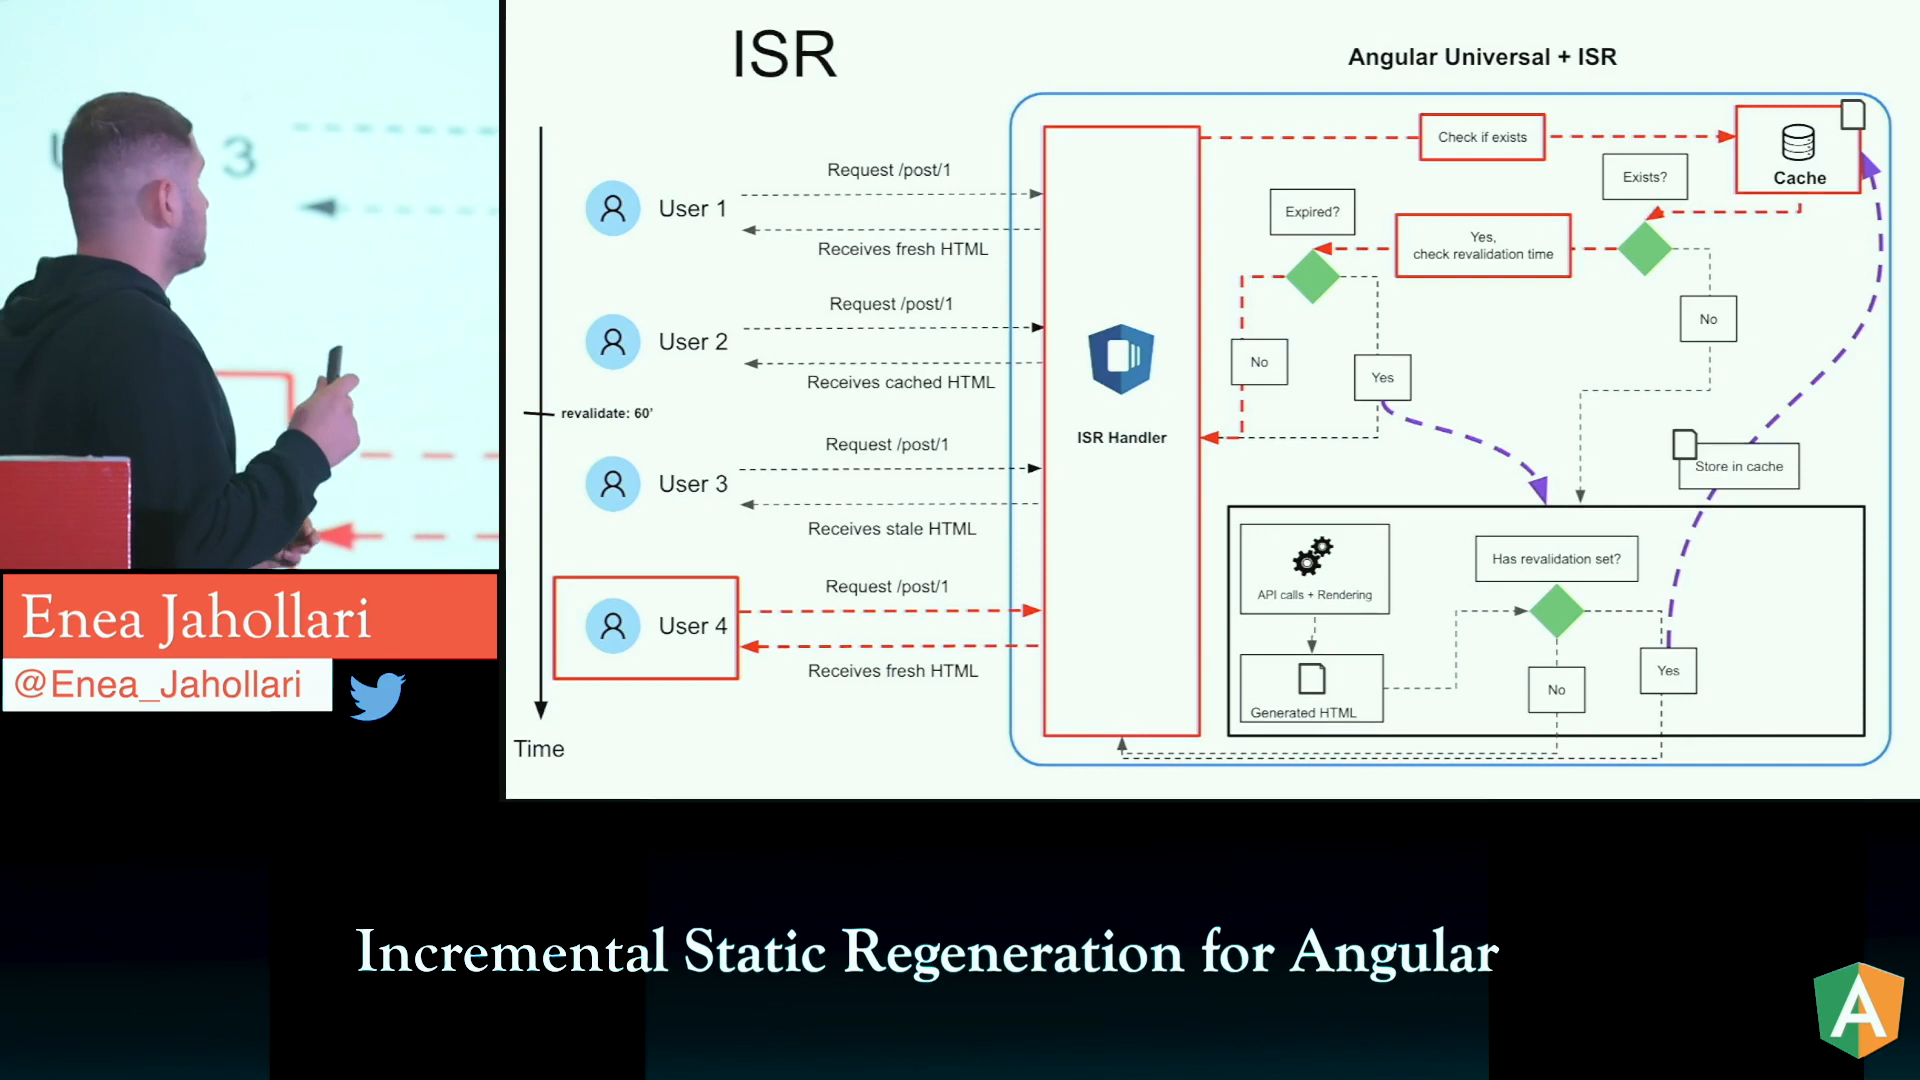 3
Enea Jahollari
@Enea_Jahollari
ISR
Angular Universal + ISR
User 1
Request /post/1
Receives fresh HTML
User 2
Request /post/1
Receives cached HTML
revalidate: 60'
User 3
Request /post/1
Receives stale HTML
User 4
Request /post/1
Receives fresh HTML
Time
ISR Handler
Check if exists
Cache
Exists?
Expired?
Yes,
check revalidation time
No
No
Yes
Store in cache
API calls + Rendering
Generated HTML
Has revalidation set?
No
Yes
Incremental Static Regeneration for Angular
A